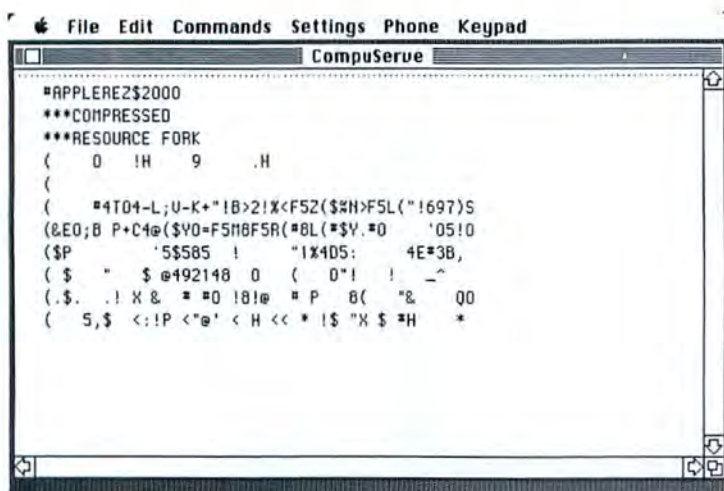 File Edit Commands Settings Phone Keypad
CompuServe
#APPLEREZ$2000
***COMPRESSED
***RESOURCE FORK
(    0   !H    9      .H
(
(     #4T04-L;U-K+"!B>2!%<F5Z($%N>F5L("!697)S
(&E0;B P+C4@($Y0=F5M8F5R(#8L(#$Y.#0    '05!0
($P         '5$585  !     "1%4D5:     4E#3B,
( $   "    $ @492148  0   (   0"!   !   _^
(.$.  .! X &  # #0 !8!@  # P   8(   "&    Q0
(   5,$  <:!P <"@' < H << * !$ "X $ #H    *